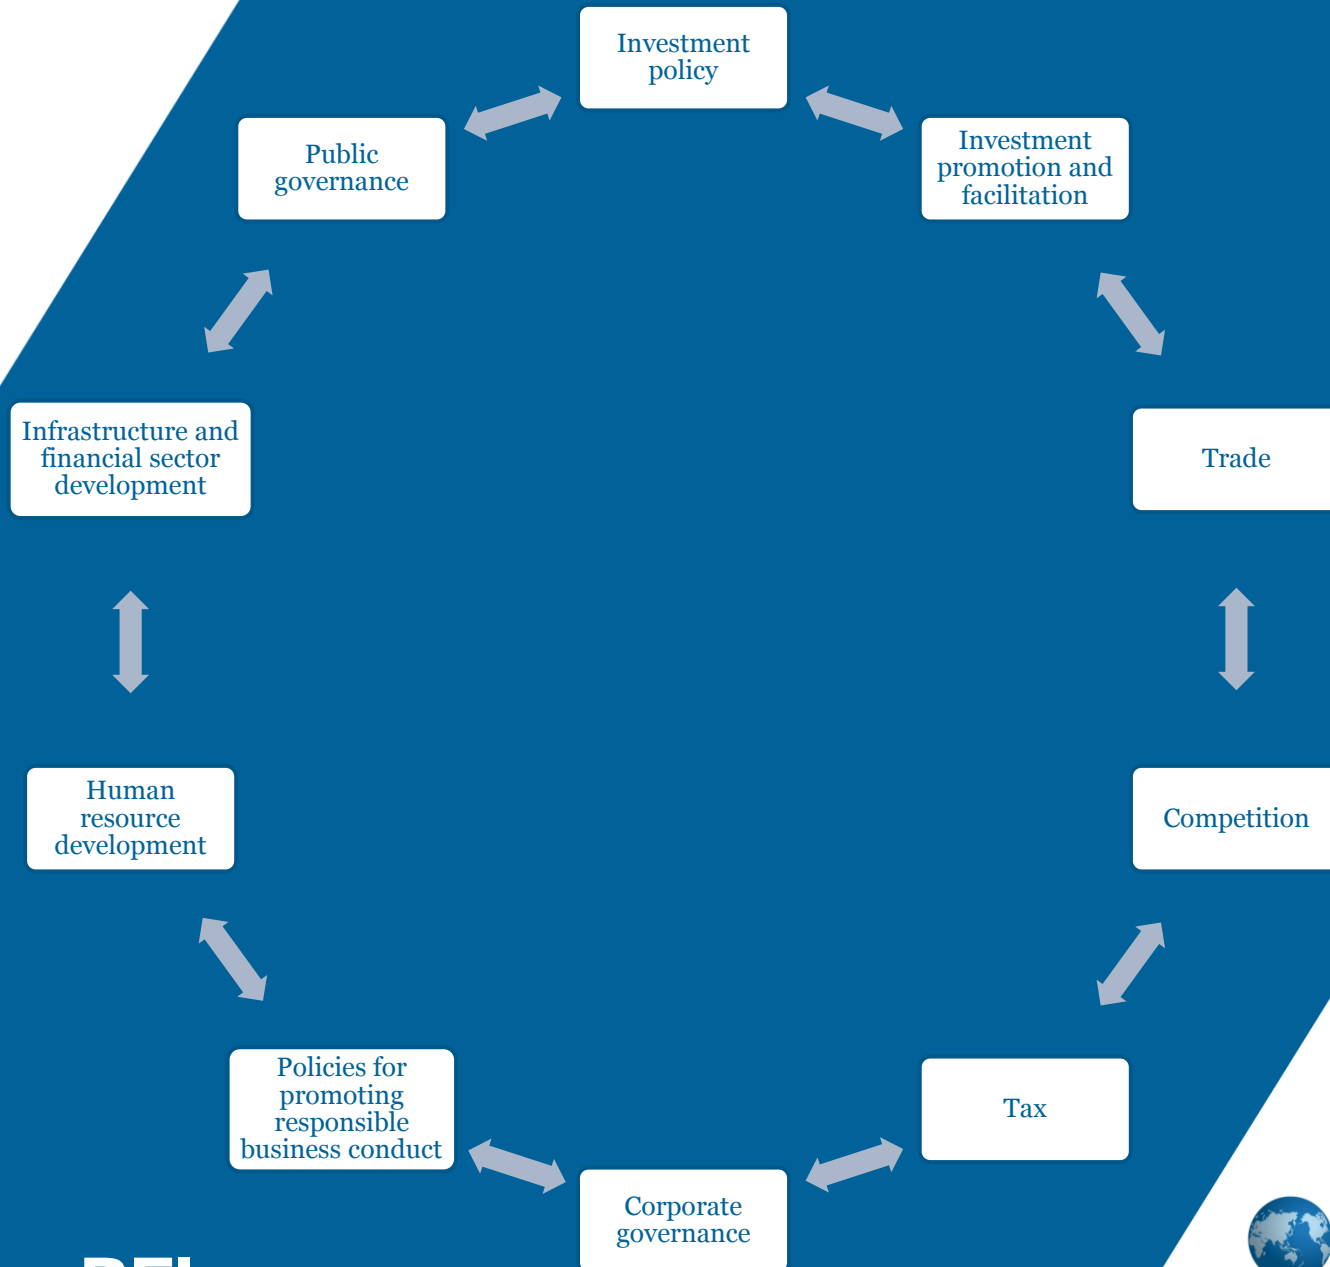 Investment
policy
Investment
promotion and
facilitation
Trade
Competition
Tax
Corporate
governance
Policies for
promoting
responsible
business conduct
Human
resource
development
Infrastructure and
financial sector
development
Public
governance